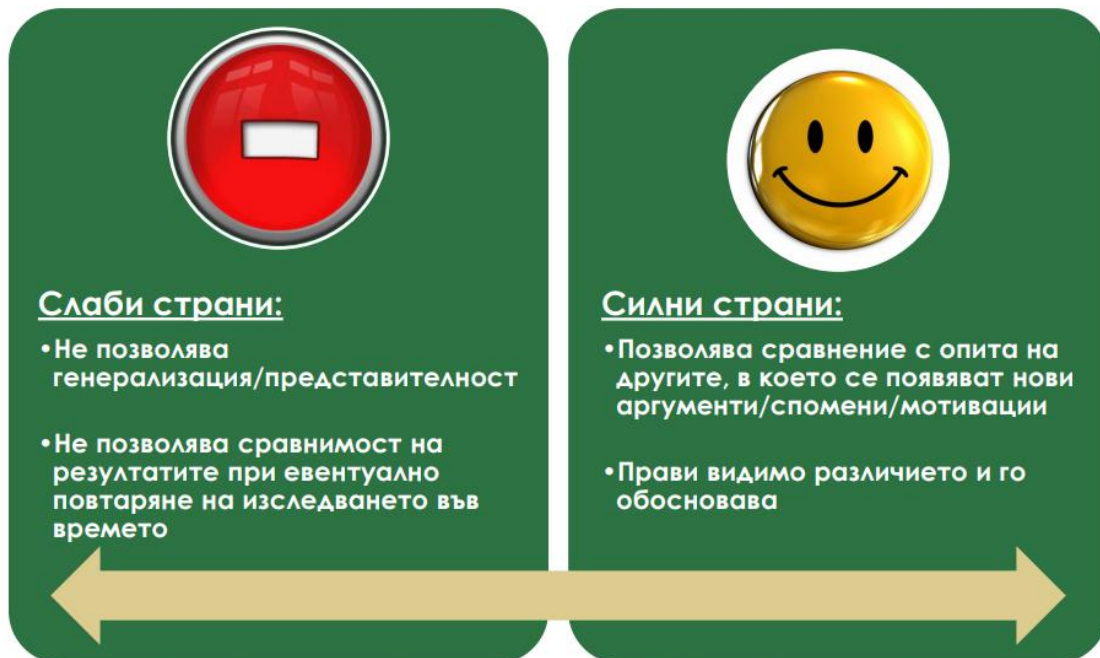 Слаби страни:
•Не позволява
генерализация/представителност
•Не позволява сравнимост на
резултатите при евентуално
повтаряне на изследването във
времето
Силни страни:
•Позволява сравнение с опита на
другите, в което се появяват нови
аргументи/спомени/мотивации
•Прави видимо различието и го
обосновава